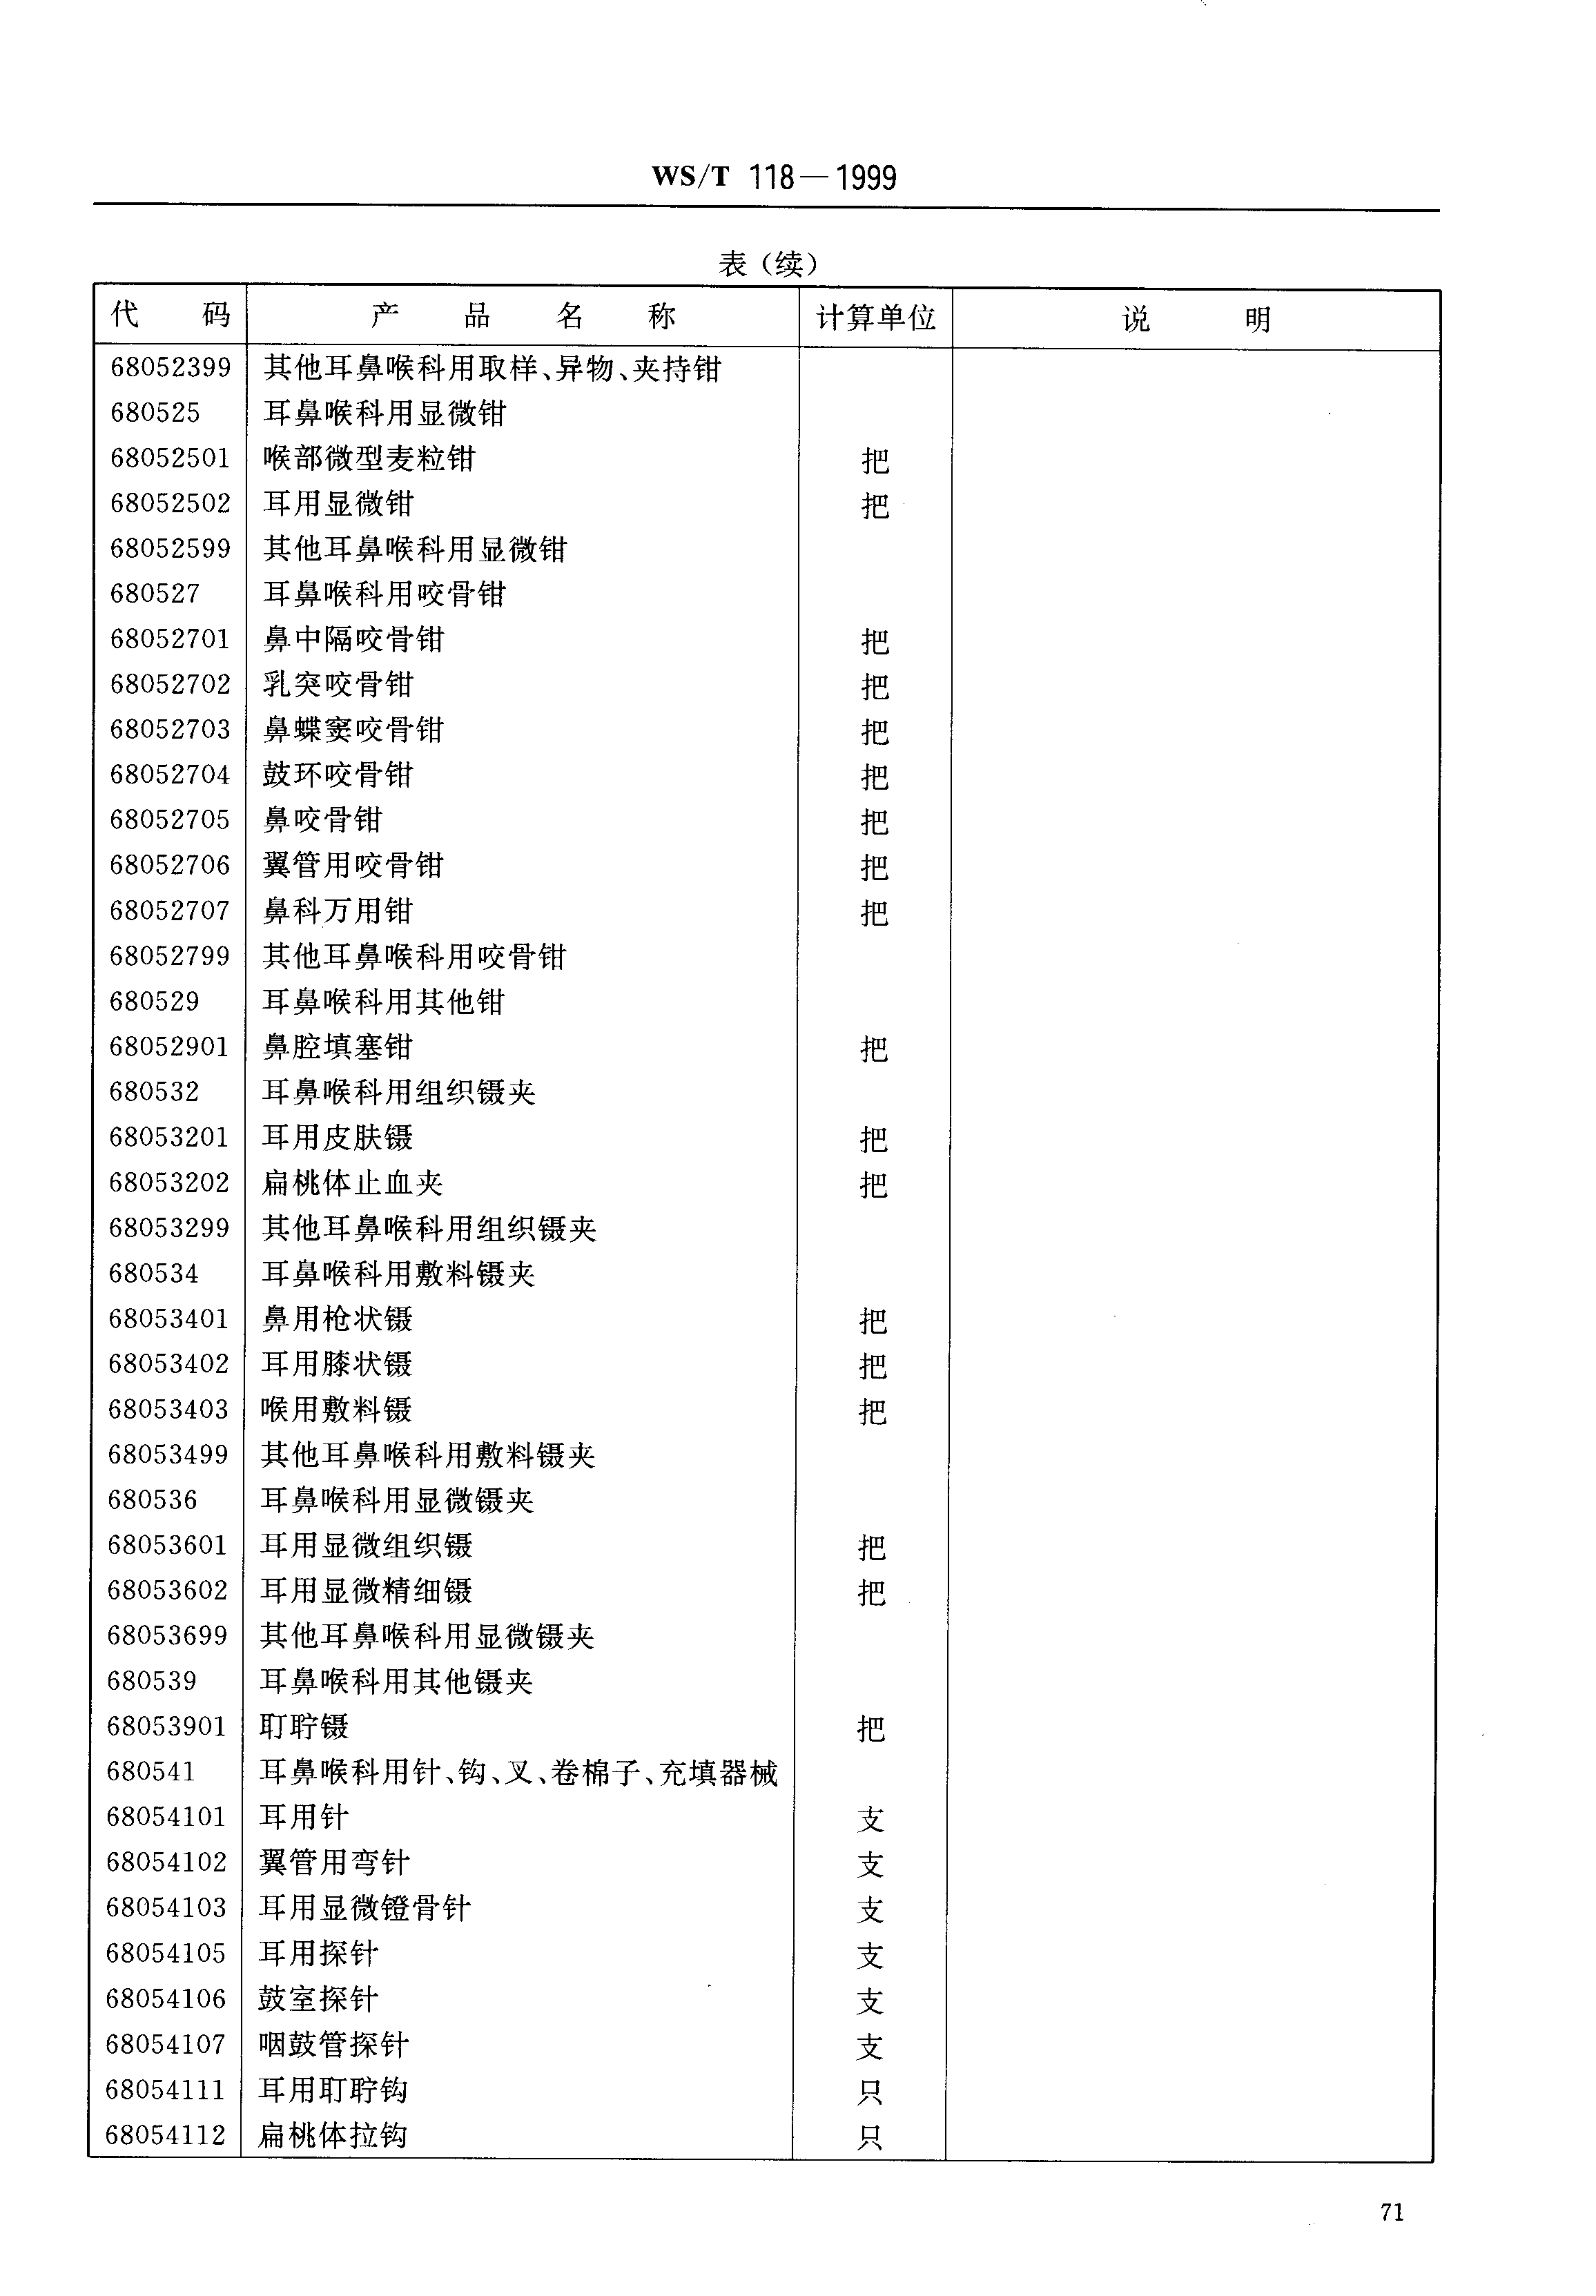 WS/T 118—1999
表（续）
代 码 产 品 名 称 计算单位 说 明
68052399 其他耳鼻喉科用取样、异物、夹持钳
680525 耳鼻喉科用显微钳
68052501 喉部微型麦粒钳 把
68052502 耳用显微钳 把
68052599 其他耳鼻喉科用显微钳
680527 耳鼻喉科用咬骨钳
68052701 鼻中隔咬骨钳 把
68052702 乳突咬骨钳 把
68052703 鼻蝶窦咬骨钳 把
68052704 鼓环咬骨钳 把
68052705 鼻咬骨钳 把
68052706 翼管用咬骨钳 把
68052707 鼻科万用钳 把
68052799 其他耳鼻喉科用咬骨钳
680529 耳鼻喉科用其他钳
68052901 鼻腔填塞钳 把
680532 耳鼻喉科用组织镊夹
68053201 耳用皮肤镊 把
68053202 扁桃体止血夹 把
68053299 其他耳鼻喉科用组织镊夹
680534 耳鼻喉科用敷料镊夹
68053401 鼻用枪状镊 把
68053402 耳用膝状镊 把
68053403 喉用敷料镊 把
68053499 其他耳鼻喉科用敷料镊夹
680536 耳鼻喉科用显微镊夹
68053601 耳用显微组织镊 把
68053602 耳用显微精细镊 把
68053699 其他耳鼻喉科用显微镊夹
680539 耳鼻喉科用其他镊夹
68053901 耵聍镊 把
680541 耳鼻喉科用针、钩、叉、卷棉子、充填器械
68054101 耳用针 支
68054102 翼管用弯针 支
68054103 耳用显微镫骨针 支
68054105 耳用探针 支
68054106 鼓室探针 支
68054107 咽鼓管探针 支
68054111 耳用耵聍钩 只
68054112 扁桃体拉钩 只
71